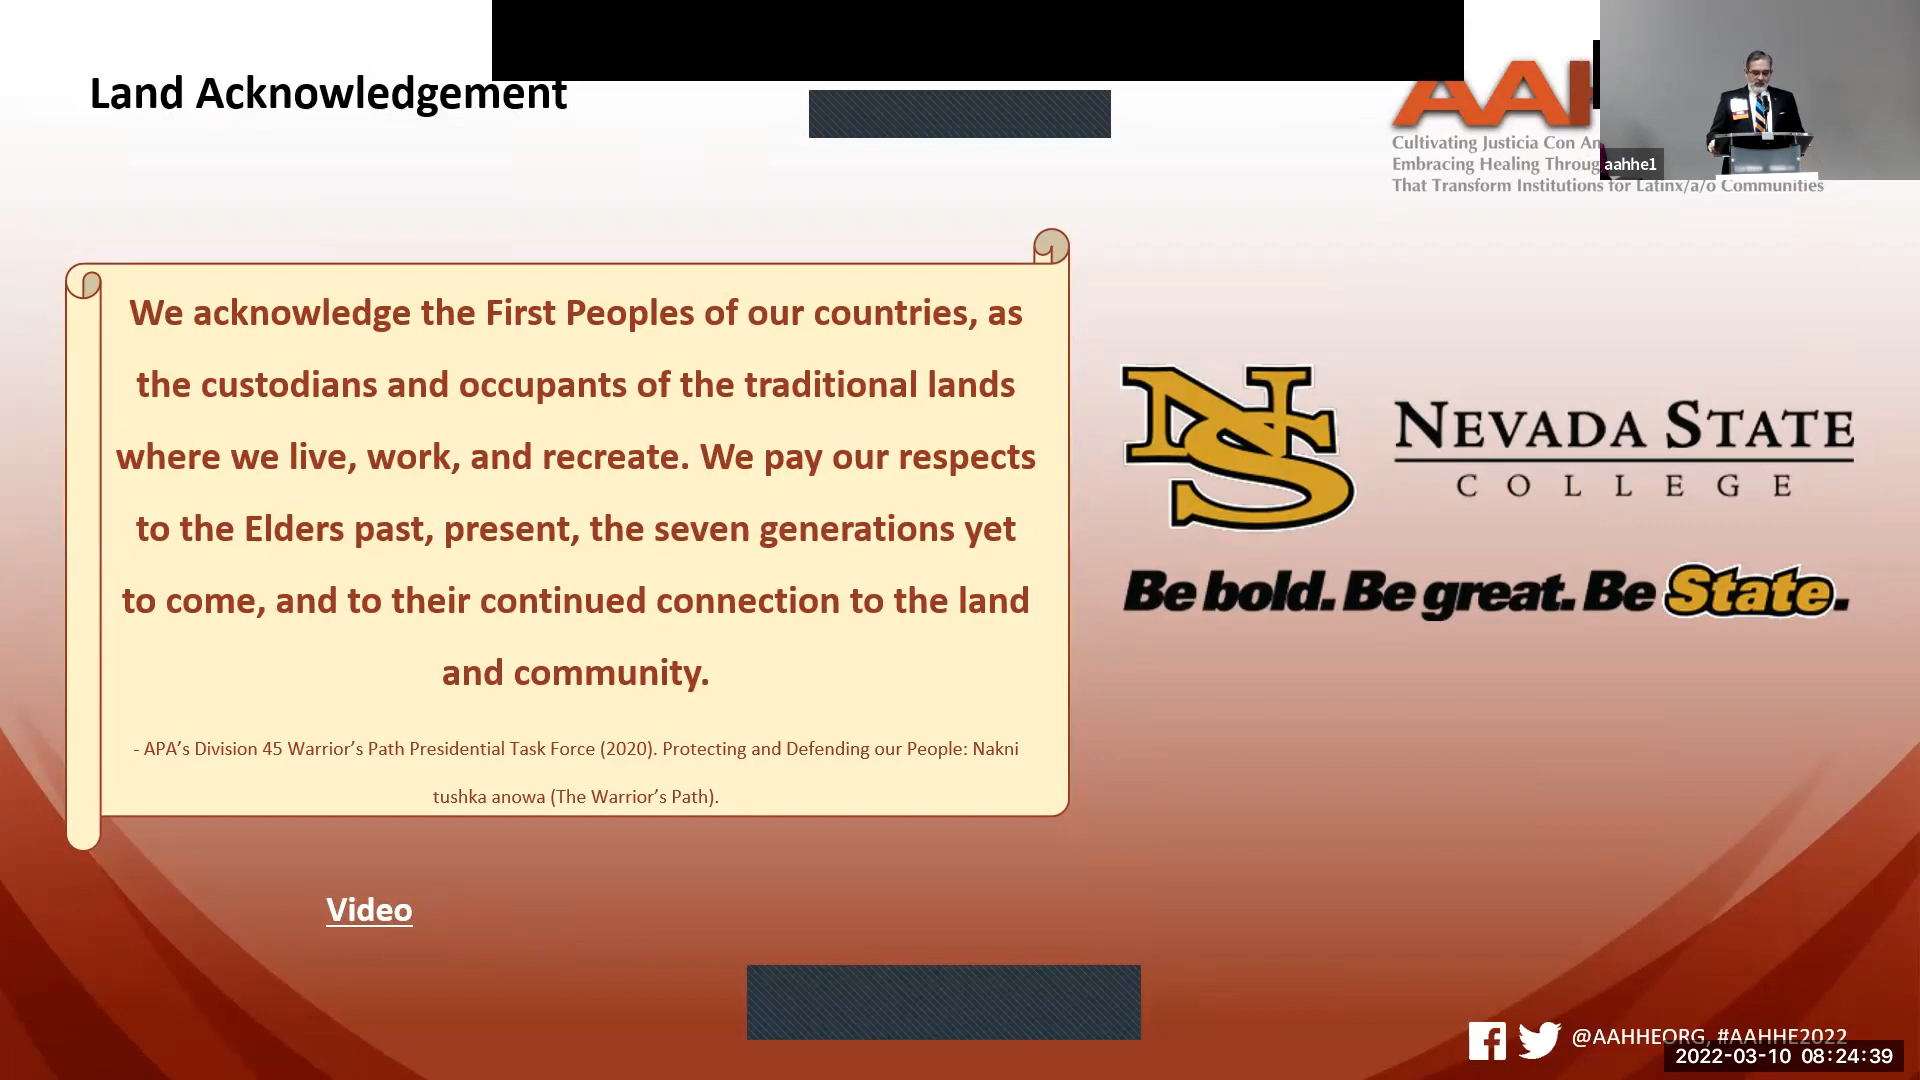 Land Acknowledgement
AAH
Cultivating Justicia Con
Embracing Healing
That Transform Institutions for Latinx/a/o Communities
aahhe1
We acknowledge the First Peoples of our countries, as
the custodians and occupants of the traditional lands
where we live, work, and recreate. We pay our respects
to the Elders past, present, the seven generations yet
to come, and to their continued connection to the land
and community.
- APA’s Division 45 Warrior’s Path Presidential Task Force (2020). Protecting and Defending our People: Nakni
tushka anowa (The Warrior’s Path).
NS
NEVADA STATE
COLLEGE
Be bold. Be great. Be State.
Video
@AAHHEORG, #AAHHE2022
2022-03-10 08:24:39